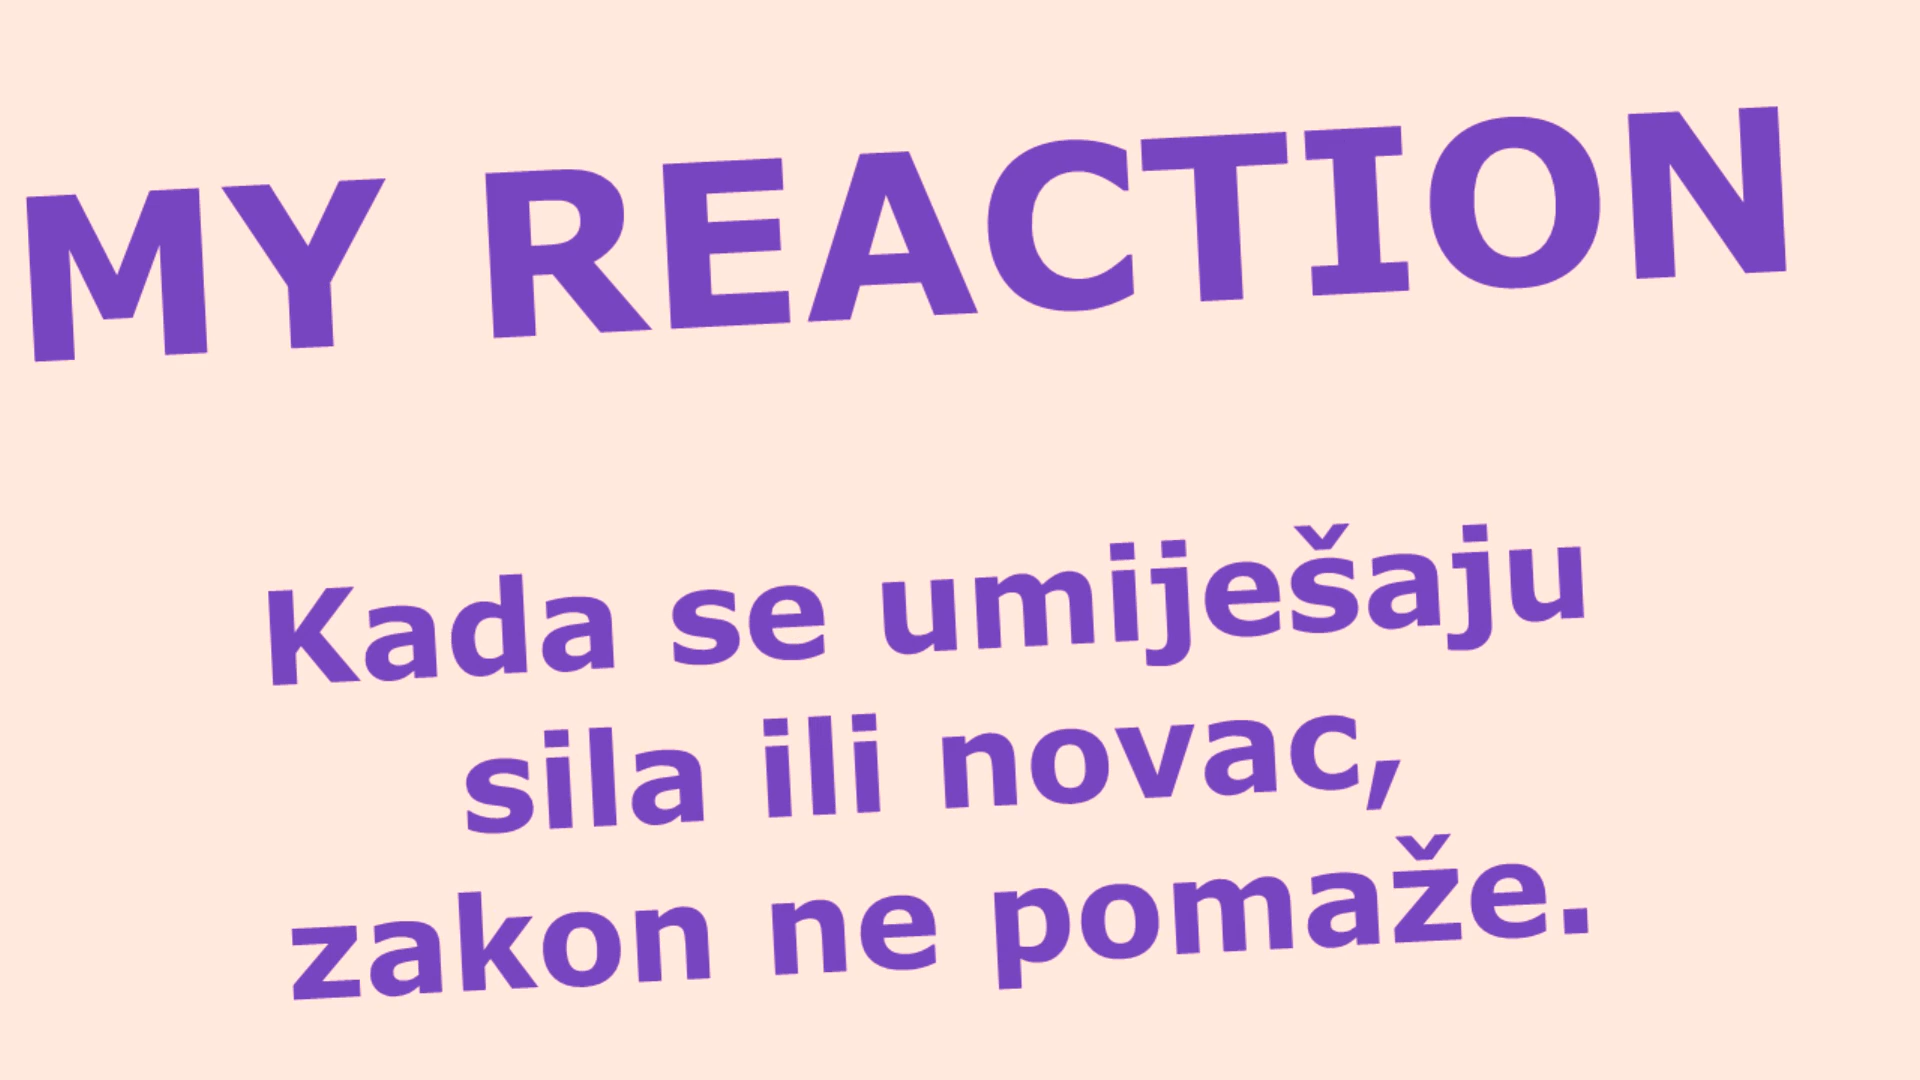 MY REACTION
Kada se umiješaju
sila ili novac,
zakon ne pomaže.